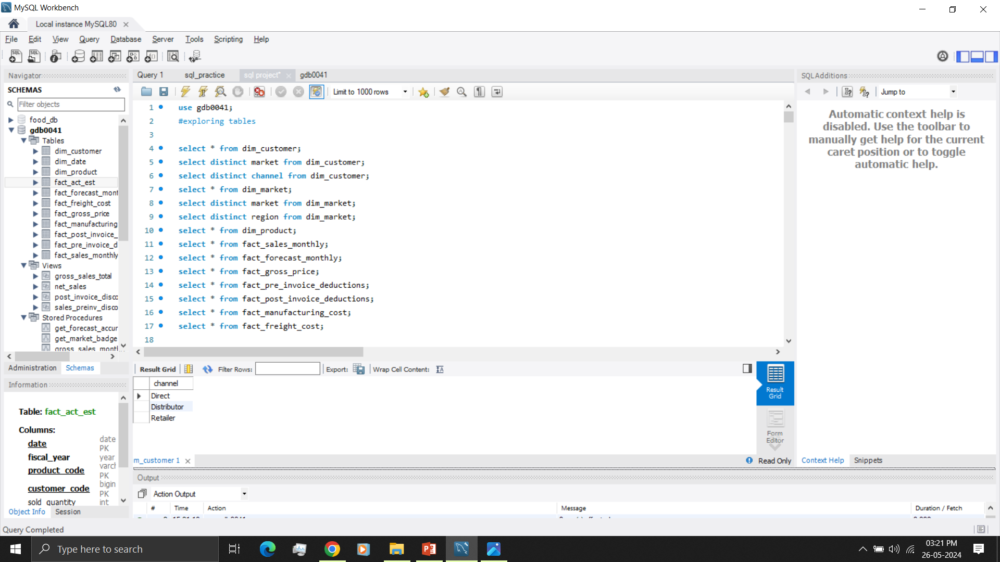 MySQL Workbench
Local instance MySQL80
File Edit View Query Database Server Tools Scripting Help
SQL SQL
Navigator
SCHEMAS
Filter objects
food_db
gdb0041
Tables
dim_customer
dim_date
dim_product
fact_act_est
fact_forecast_mont
fact_freight_cost
fact_gross_price
fact_manufacturing
fact_post_invoice_
fact_pre_invoice_d
fact_sales_monthly
Views
gross_sales_total
net_sales
post_invoice_disco
sales_preinv_disco
Stored Procedures
get_forecast_accur
get_market_badge
gross_sales_montl
Administration Schemas
Information
Table: fact_act_est
Columns:
date date PK
fiscal_year year
product_code varch PK
customer_code bigin PK
sold_quantity int
Object Info Session
Query 1 sql_practice sql project* gdb0041
Limit to 1000 rows
1 use gdb0041;
2 #exploring tables
3
4 select * from dim_customer;
5 select distinct market from dim_customer;
6 select distinct channel from dim_customer;
7 select * from dim_market;
8 select distinct market from dim_market;
9 select distinct region from dim_market;
10 select * from dim_product;
11 select * from fact_sales_monthly;
12 select * from fact_forecast_monthly;
13 select * from fact_gross_price;
14 select * from fact_pre_invoice_deductions;
15 select * from fact_post_invoice_deductions;
16 select * from fact_manufacturing_cost;
17 select * from fact_freight_cost;
18
Result Grid Filter Rows: Export: Wrap Cell Content:
channel
Direct
Distributor
Retailer
Result Grid
Form Editor
m_customer 1
Read Only
Output
Action Output
# Time Action Message Duration / Fetch
SQLAdditions
Jump to
Automatic context help is
disabled. Use the toolbar to
manually get help for the current
caret position or to toggle
automatic help.
Context Help Snippets
Query Completed
Type here to search
03:21 PM
26-05-2024